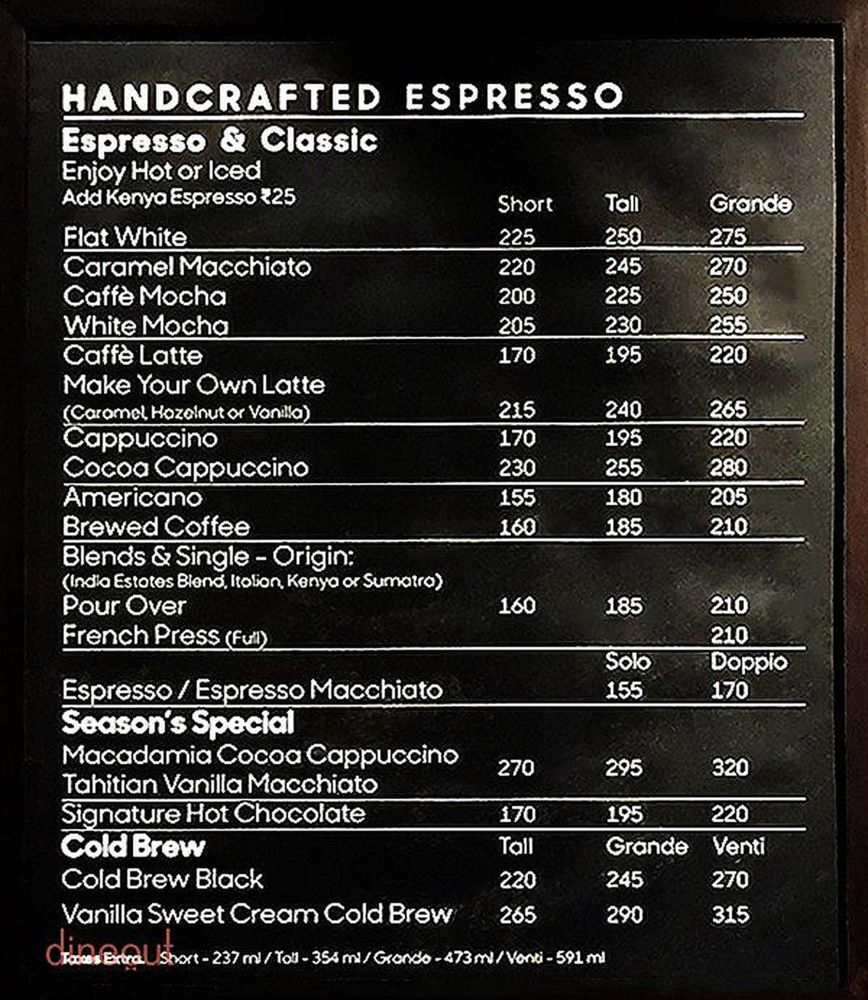 HANDCRAFTED ESPRESSO
Espresso & Classic
Enjoy Hot or Iced
Add Kenya Espresso ₹25
Short Tall Grande
Flat White 225 250 275
Caramel Macchiato 220 245 270
Caffè Mocha 200 225 250
White Mocha 205 230 255
Caffè Latte 170 195 220
Make Your Own Latte
(Caramel, Hazelnut or Vanilla) 215 240 265
Cappuccino 170 195 220
Cocoa Cappuccino 230 255 280
Americano 155 180 205
Brewed Coffee 160 185 210
Blends & Single - Origin:
(India Estates Blend, Italian, Kenya or Sumatra)
Pour Over 160 185 210
French Press (Full) 210
Solo Doppio
Espresso / Espresso Macchiato 155 170
Season's Special
Macadamia Cocoa Cappuccino
270 295 320
Tahitian Vanilla Macchiato
Signature Hot Chocolate 170 195 220
Cold Brew Tall Grande Venti
Cold Brew Black 220 245 270
Vanilla Sweet Cream Cold Brew 265 290 315
dineout
Taxes Extra. Short - 237 ml / Tall - 354 ml / Grande - 473 ml / Venti - 591 ml